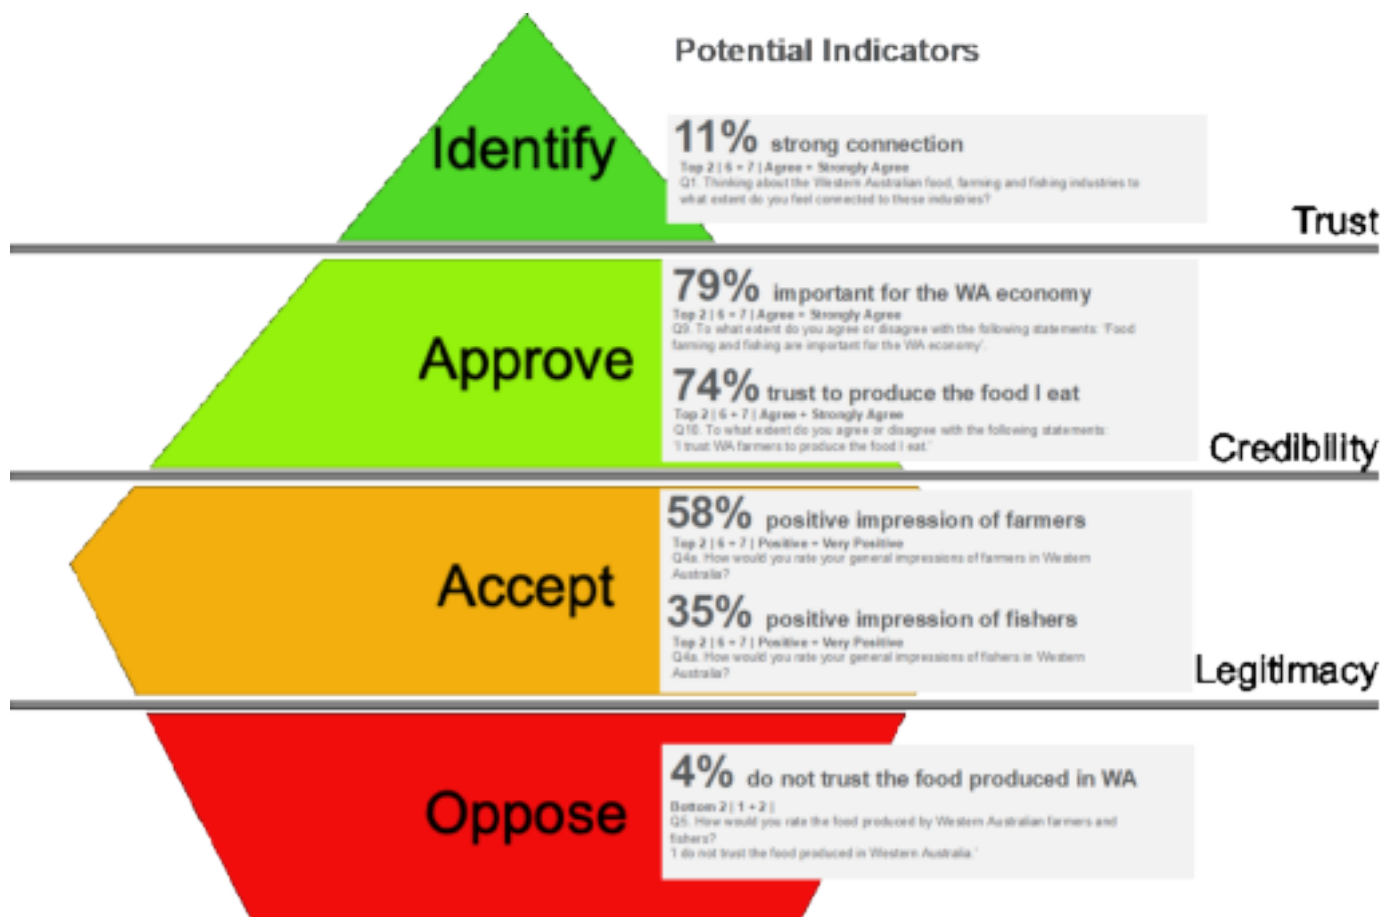 Potential Indicators
Identify
11% strong connection
Top 2 | 6 + 7 | Agree + Strongly Agree
Q1. Thinking about the Western Australian food, farming and fishing industries to
what extent do you feel connected to these industries?
Trust
Approve
79% important for the WA economy
Top 2 | 6 + 7 | Agree + Strongly Agree
Q9. To what extent do you agree or disagree with the following statements: 'Food
farming and fishing are important for the WA economy'.
74% trust to produce the food I eat
Top 2 | 6 + 7 | Agree + Strongly Agree
Q10. To what extent do you agree or disagree with the following statements:
'I trust WA farmers to produce the food I eat.'
Credibility
Accept
58% positive impression of farmers
Top 2 | 6 + 7 | Positive + Very Positive
Q4a. How would you rate your general impressions of farmers in Western
Australia?
35% positive impression of fishers
Top 2 | 6 + 7 | Positive + Very Positive
Q4a. How would you rate your general impressions of fishers in Western
Australia?
Legitimacy
Oppose
4% do not trust the food produced in WA
Bottom 2 | 1 + 2 |
Q5. How would you rate the food produced by Western Australian farmers and
fishers?
'I do not trust the food produced in Western Australia.'